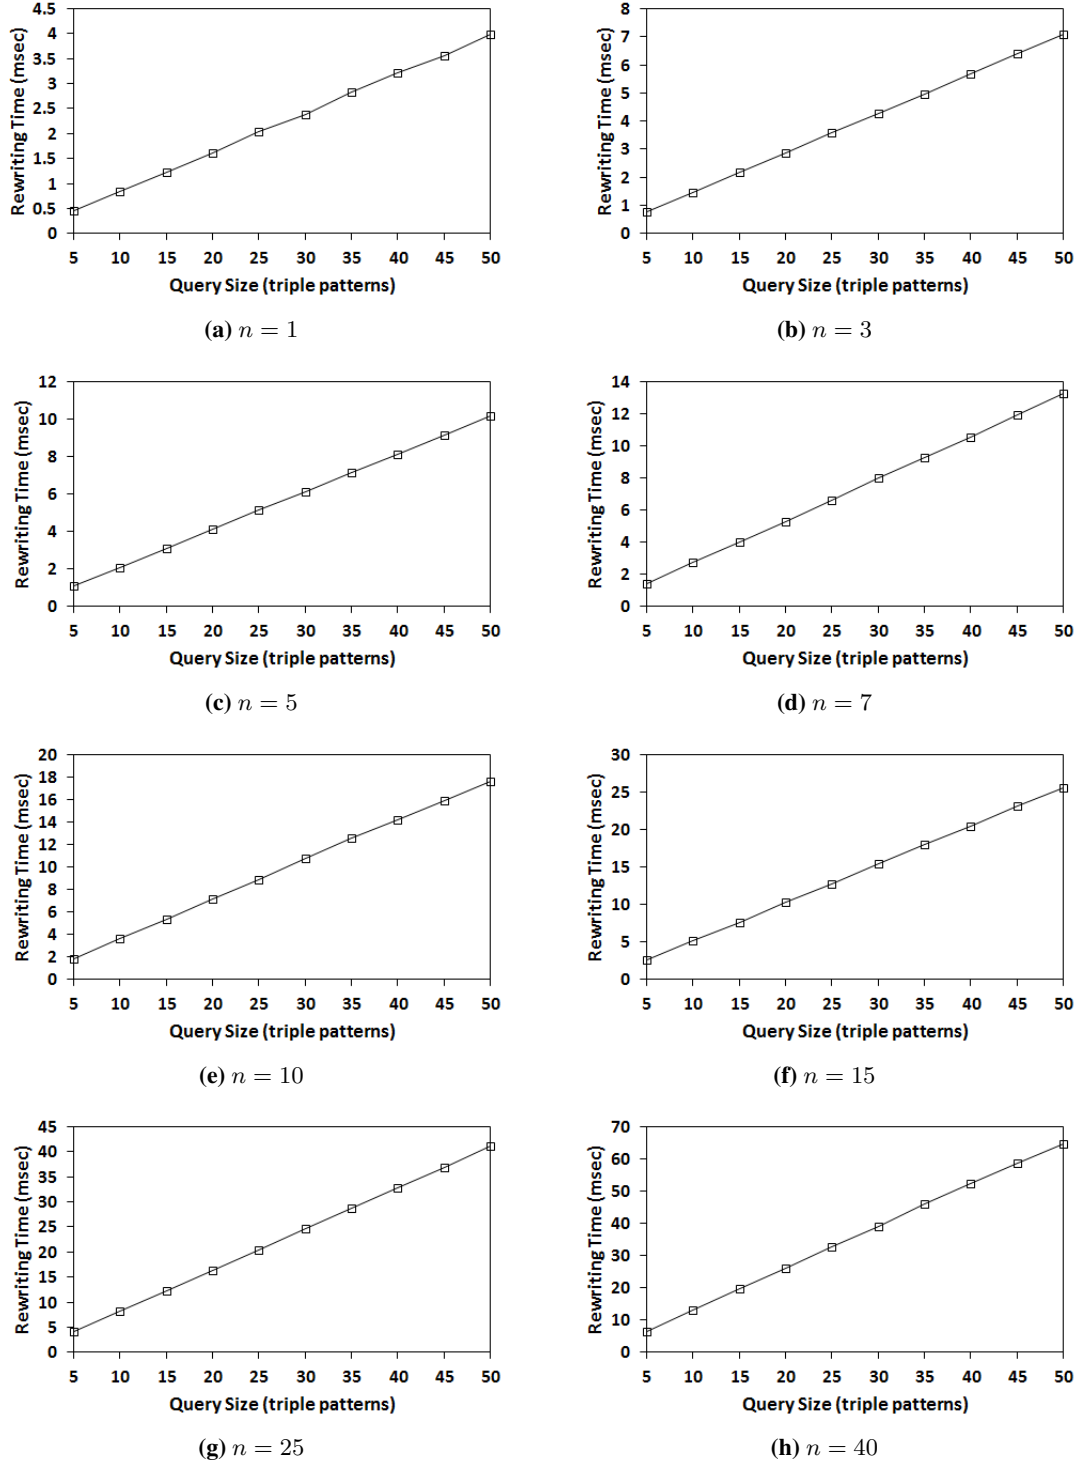 Rewriting Time (msec)
4.5
4
3.5
3
2.5
2
1.5
1
0.5
0
5 10 15 20 25 30 35 40 45 50
Query Size (triple patterns)
(a) n = 1
Rewriting Time (msec)
8
7
6
5
4
3
2
1
0
5 10 15 20 25 30 35 40 45 50
Query Size (triple patterns)
(b) n = 3
Rewriting Time (msec)
12
10
8
6
4
2
0
5 10 15 20 25 30 35 40 45 50
Query Size (triple patterns)
(c) n = 5
Rewriting Time (msec)
14
12
10
8
6
4
2
0
5 10 15 20 25 30 35 40 45 50
Query Size (triple patterns)
(d) n = 7
Rewriting Time (msec)
20
18
16
14
12
10
8
6
4
2
0
5 10 15 20 25 30 35 40 45 50
Query Size (triple patterns)
(e) n = 10
Rewriting Time (msec)
30
25
20
15
10
5
0
5 10 15 20 25 30 35 40 45 50
Query Size (triple patterns)
(f) n = 15
Rewriting Time (msec)
45
40
35
30
25
20
15
10
5
0
5 10 15 20 25 30 35 40 45 50
Query Size (triple patterns)
(g) n = 25
Rewriting Time (msec)
70
60
50
40
30
20
10
0
5 10 15 20 25 30 35 40 45 50
Query Size (triple patterns)
(h) n = 40